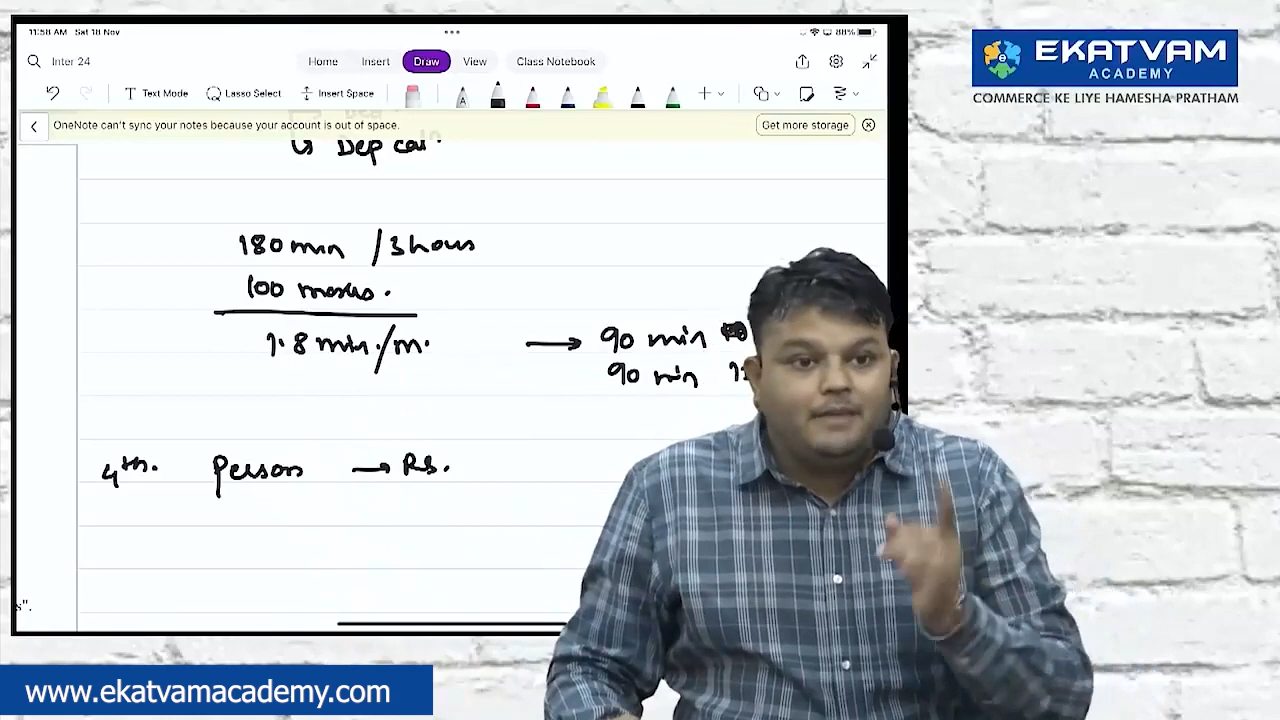 11:58 AM Sat 18 Nov
88%
Inter 24
Home Insert Draw View Class Notebook
Text Mode Lasso Select Insert Space
OneNote can't sync your notes because your account is out of space. Get more storage
↳ Dep cal.
180 min / 3 hours
100 marks.
1.8 min./m.
→ 90 min
90 min
4th. Person → RS.
s".
EKATVAM
ACADEMY
COMMERCE KE LIYE HAMESHA PRATHAM
www.ekatvamacademy.com